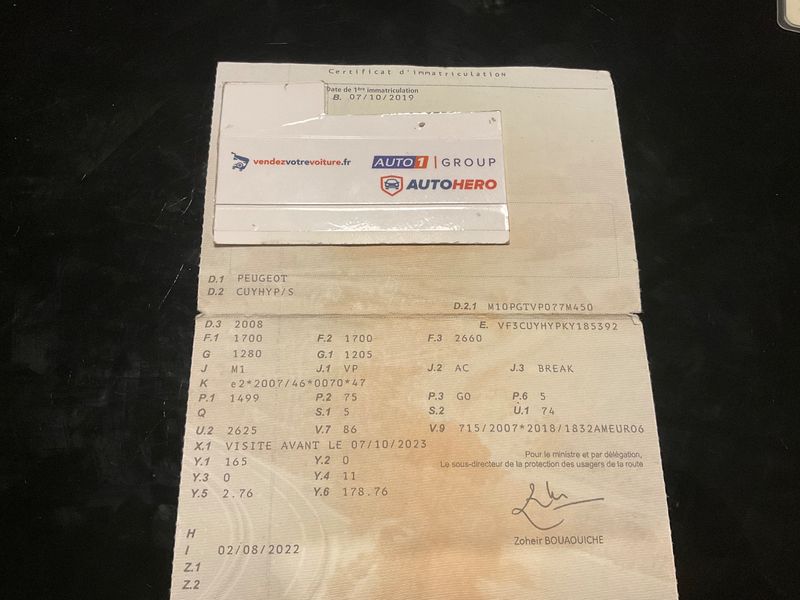 Certificat d'immatriculation
Date de 1ère immatriculation
B. 07/10/2019
vendezvotrevoiture.fr AUTO1 | GROUP
AUTOHERO
D.1 PEUGEOT
D.2 CUYHYP/S
D.2.1 M10PGTVP077M450
D.3 2008 E. VF3CUYHYPKY185392
F.1 1700 F.2 1700 F.3 2660
G 1280 G.1 1205
J M1 J.1 VP J.2 AC J.3 BREAK
K e2*2007/46*0070*47
P.1 1499 P.2 75 P.3 GO P.6 5
Q S.1 5 S.2 U.1 74
U.2 2625 V.7 86 V.9 715/2007*2018/1832AMEURO6
X.1 VISITE AVANT LE 07/10/2023
Y.1 165 Y.2 0
Y.3 0 Y.4 11
Y.5 2.76 Y.6 178.76
Pour le ministre et par délégation,
Le sous-directeur de la protection des usagers de la route
Zoheir BOUAOUICHE
H
I 02/08/2022
Z.1
Z.2